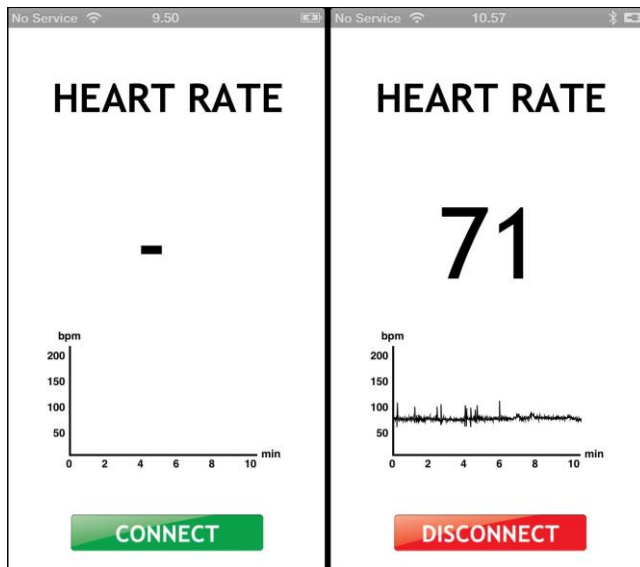 No Service 9.50
HEART RATE
-
bpm
200
150
100
50
0 2 4 6 8 10 min
CONNECT
No Service 10.57
HEART RATE
71
bpm
200
150
100
50
0 2 4 6 8 10 min
DISCONNECT